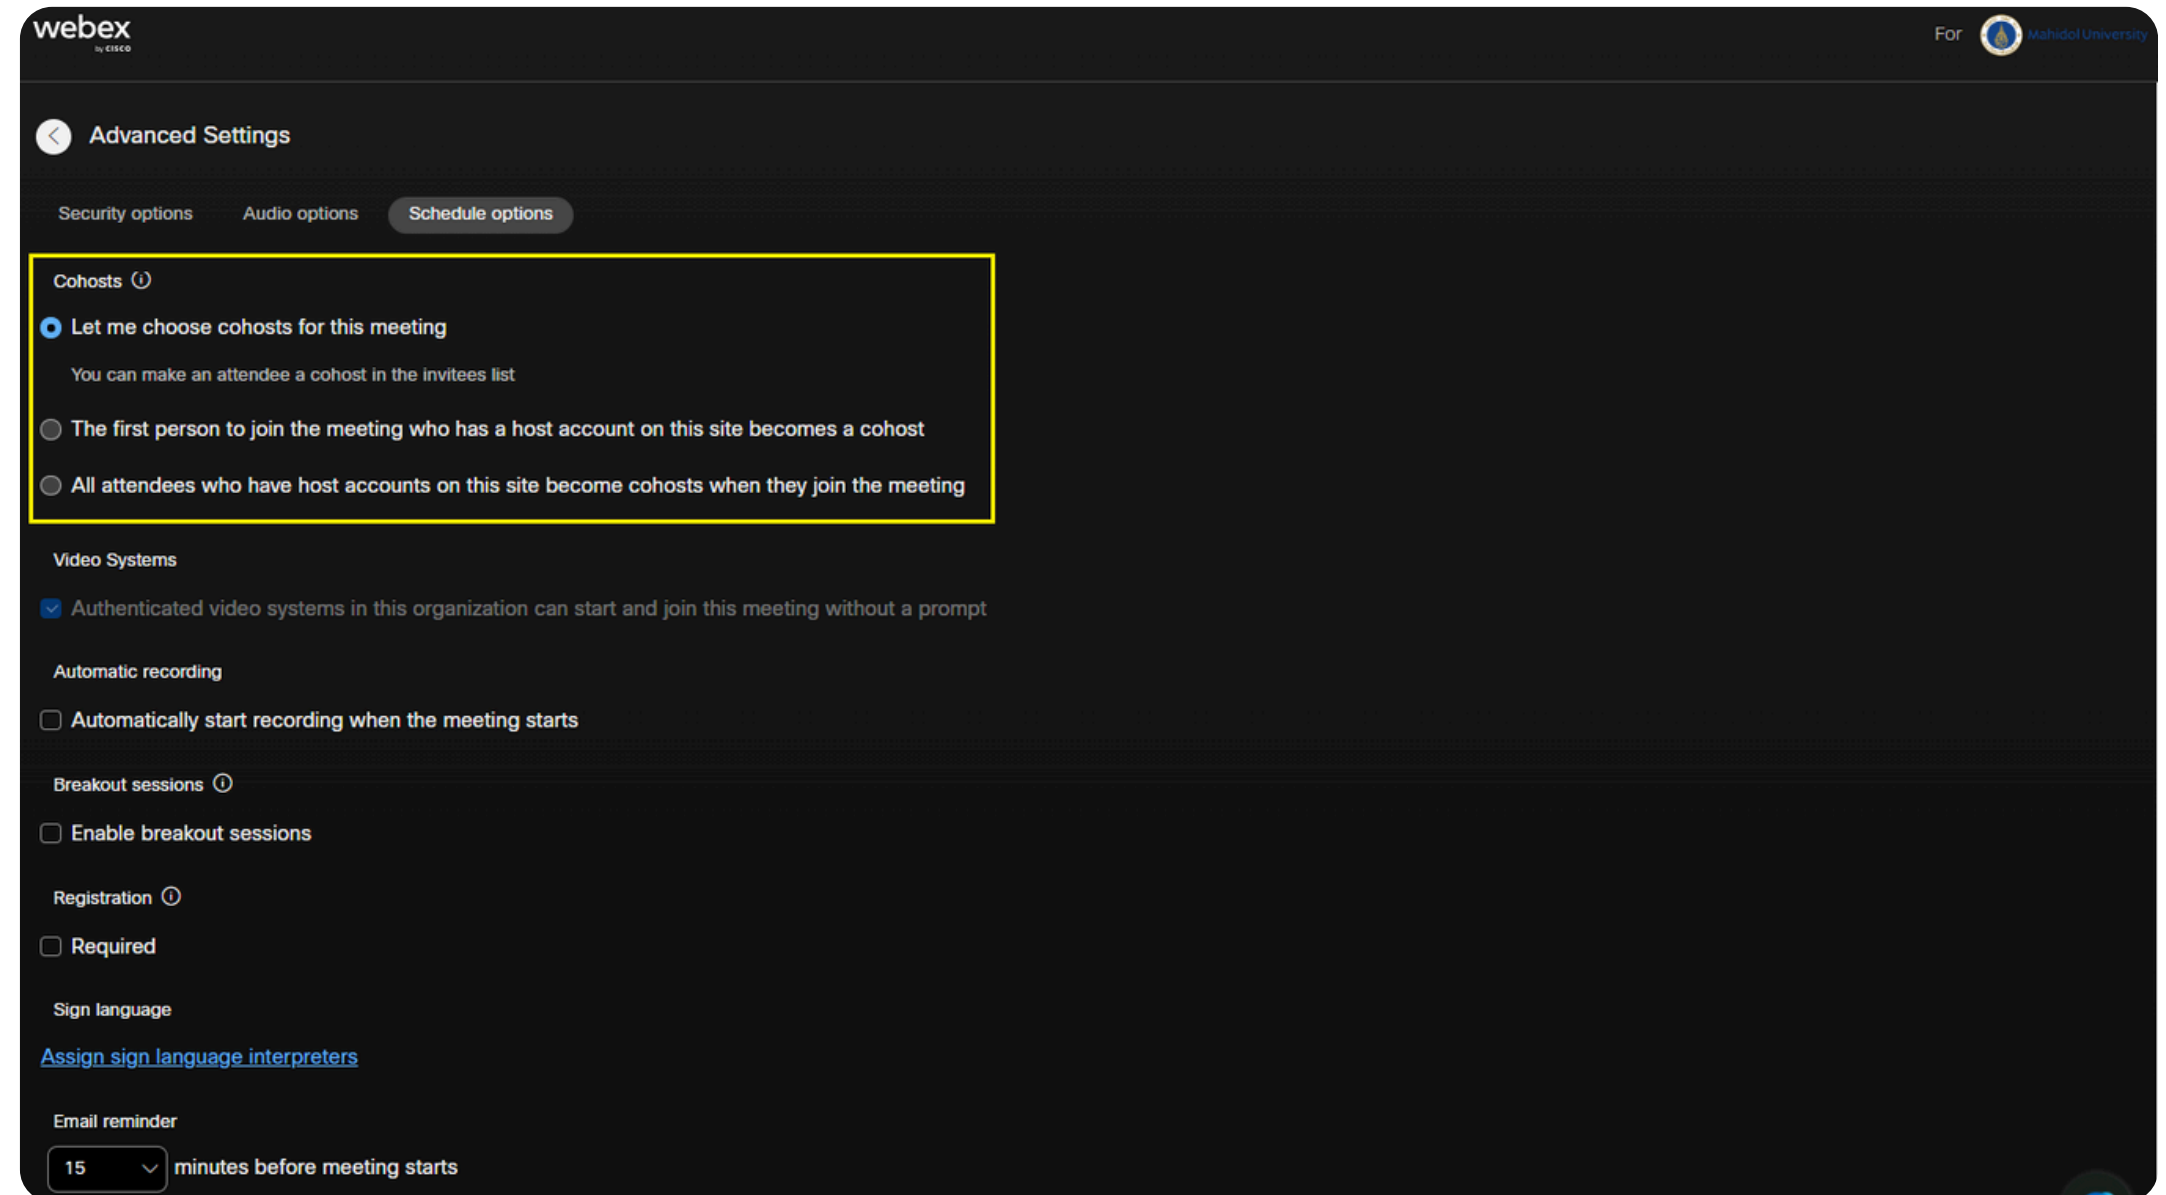 webex
by CISCO
For Mahidol University
Advanced Settings
Security options Audio options Schedule options
Cohosts
Let me choose cohosts for this meeting
You can make an attendee a cohost in the invitees list
The first person to join the meeting who has a host account on this site becomes a cohost
All attendees who have host accounts on this site become cohosts when they join the meeting
Video Systems
Authenticated video systems in this organization can start and join this meeting without a prompt
Automatic recording
Automatically start recording when the meeting starts
Breakout sessions
Enable breakout sessions
Registration
Required
Sign language
Assign sign language interpreters
Email reminder
15 minutes before meeting starts